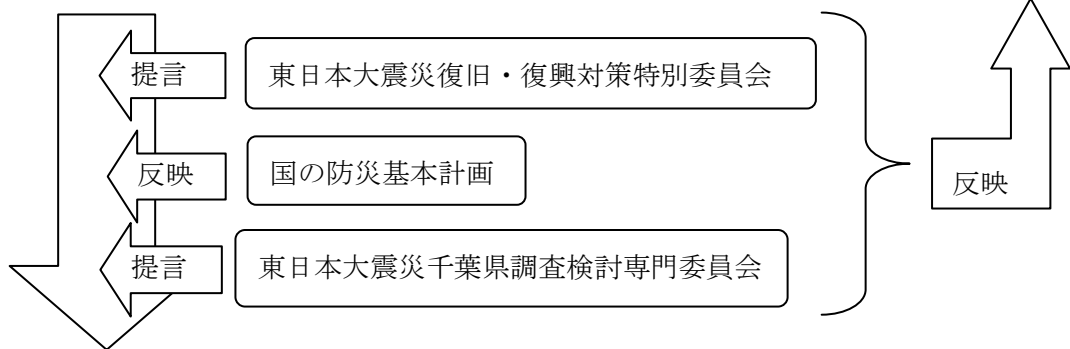 提言
東日本大震災復旧・復興対策特別委員会
反映
国の防災基本計画
反映
提言
東日本大震災千葉県調査検討専門委員会